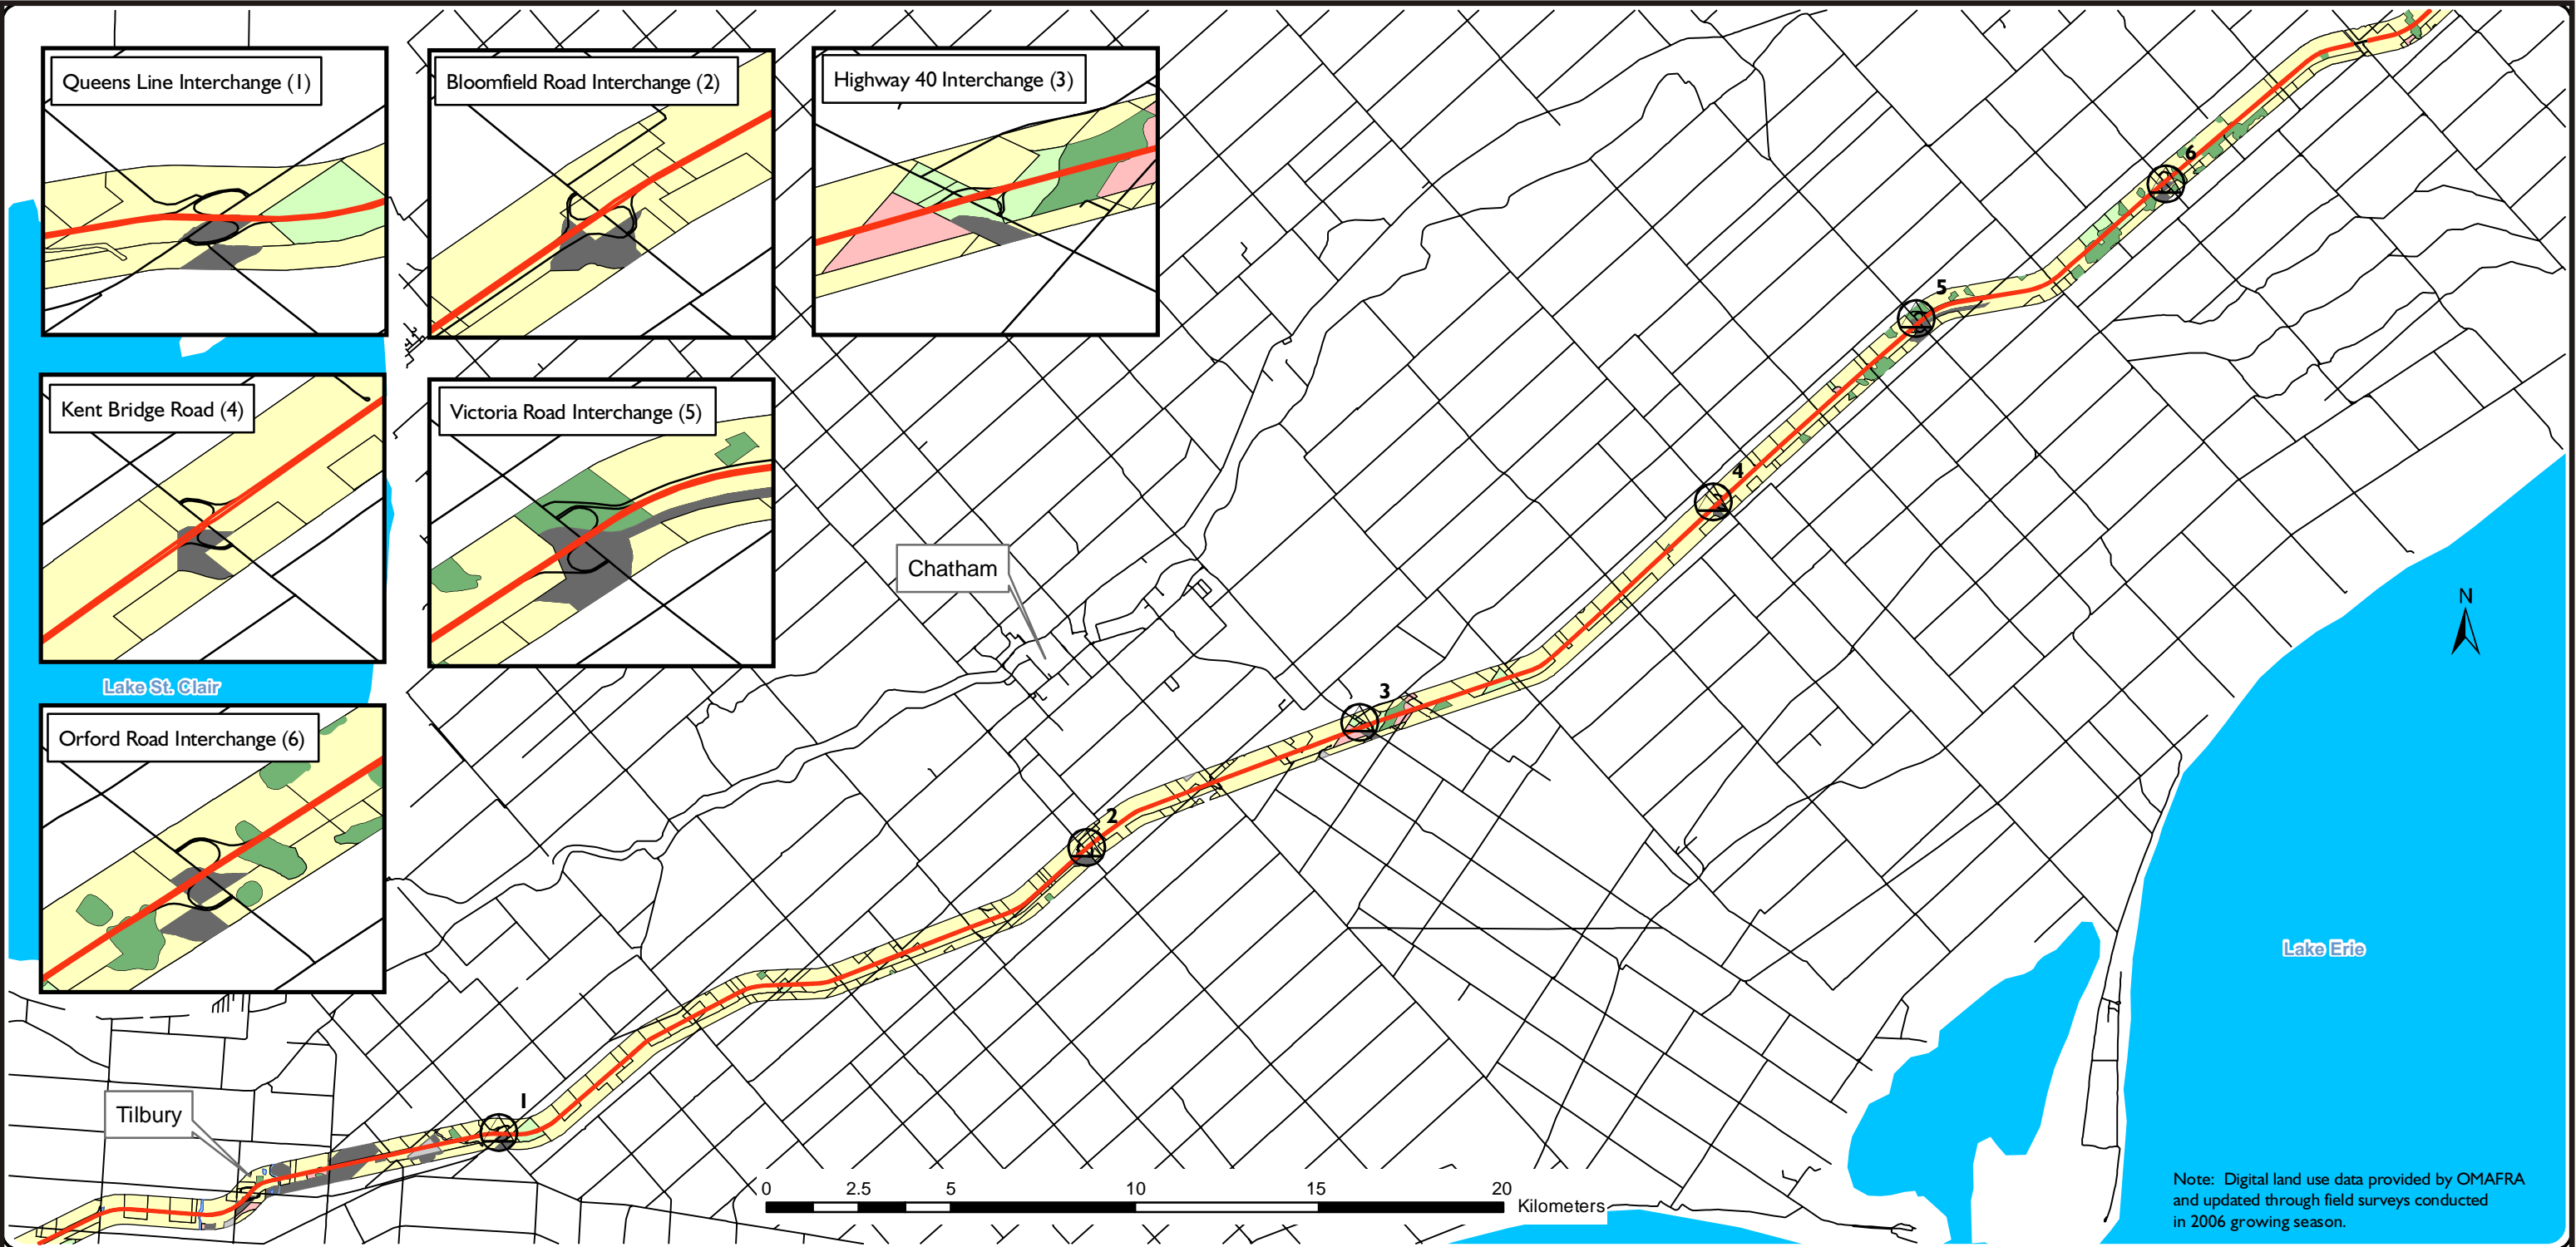 Queens Line Interchange (1)
Bloomfield Road Interchange (2)
Highway 40 Interchange (3)
Kent Bridge Road (4)
Victoria Road Interchange (5)
Orford Road Interchange (6)
Lake St. Clair
Chatham
Tilbury
6
5
4
3
2
1
N
Lake Erie
0 2.5 5 10 15 20
Kilometers
Note: Digital land use data provided by OMAFRA
and updated through field surveys conducted
in 2006 growing season.